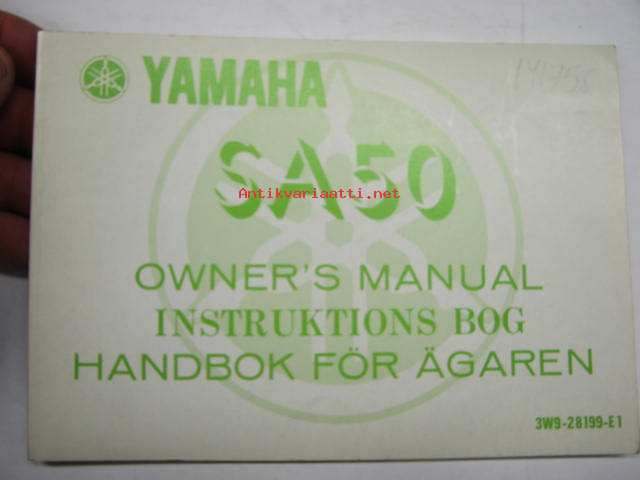 YAMAHA
SA50
Antikvariaatti.net
OWNER'S MANUAL
INSTRUKTIONS BOG
HANDBOK FÖR ÄGAREN
3W9-28199-E1